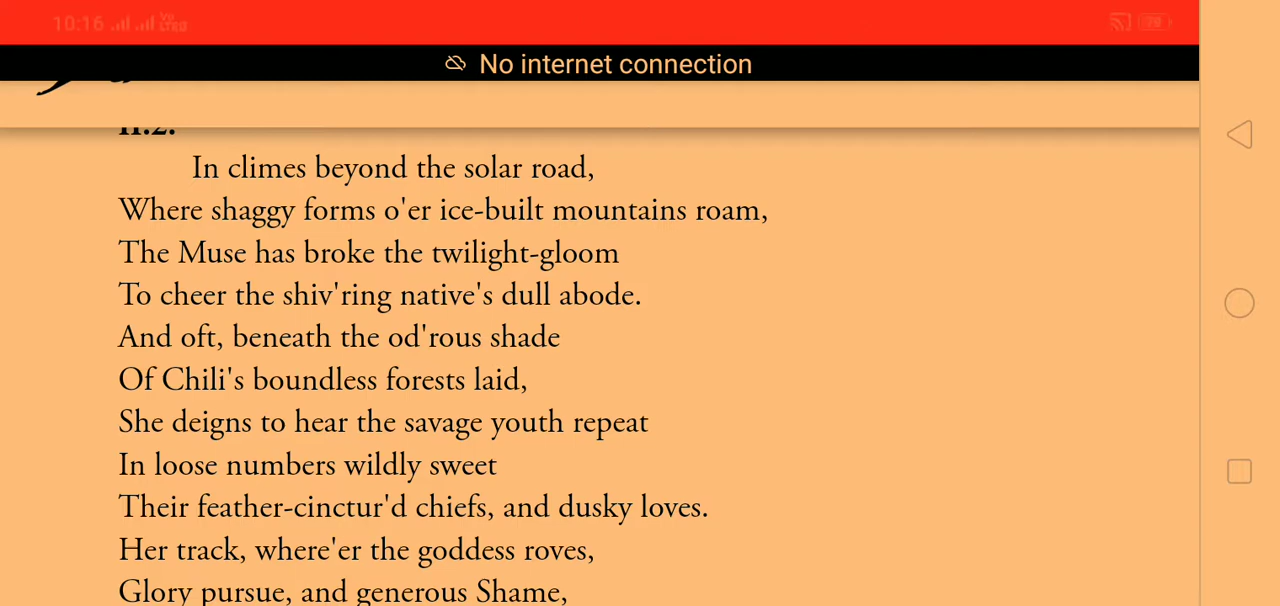 10:16
No internet connection
II.2.
In climes beyond the solar road,
Where shaggy forms o'er ice-built mountains roam,
The Muse has broke the twilight-gloom
To cheer the shiv'ring native's dull abode.
And oft, beneath the od'rous shade
Of Chili's boundless forests laid,
She deigns to hear the savage youth repeat
In loose numbers wildly sweet
Their feather-cinctur'd chiefs, and dusky loves.
Her track, where'er the goddess roves,
Glory pursue, and generous Shame,